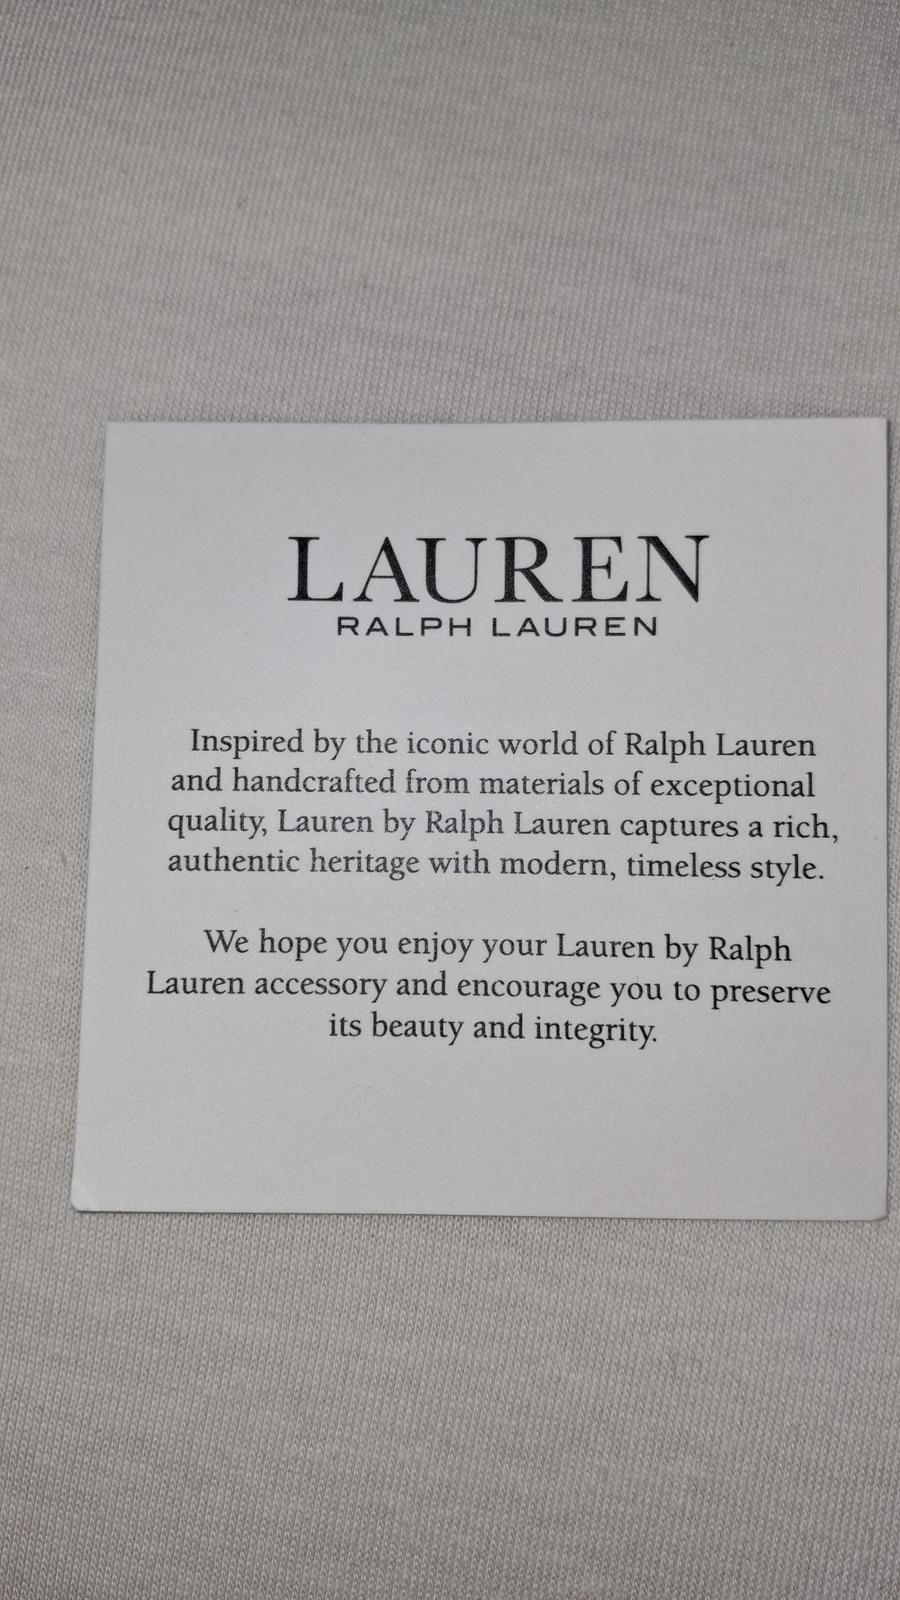 LAUREN
RALPH LAUREN
Inspired by the iconic world of Ralph Lauren
and handcrafted from materials of exceptional
quality, Lauren by Ralph Lauren captures a rich,
authentic heritage with modern, timeless style.
We hope you enjoy your Lauren by Ralph
Lauren accessory and encourage you to preserve
its beauty and integrity.